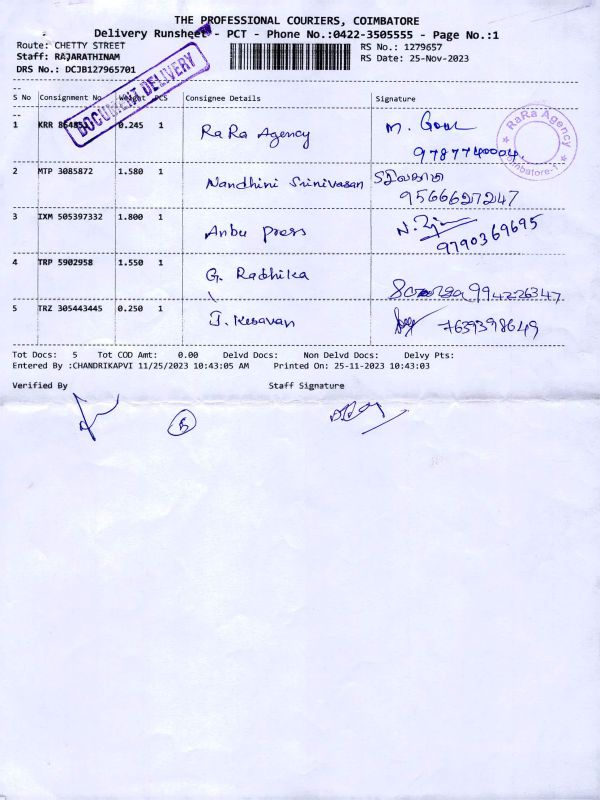 THE PROFESSIONAL COURIERS, COIMBATORE
Delivery Runsheet - PCT - Phone No.:0422-3505555 - Page No.:1
Route: CHETTY STREET
RS No.: 1279657
Staff: RAJARATHINAM
RS Date: 25-Nov-2023
DRS No.: DCJB127965701
DOCUMENT DELIVERY
S No Consignment No Weight PCS Consignee Details Signature
1 KRR 1 0.245 RaRa Agency M.
9787740004
RaRa Agency
Coimbatore-1
2 MTP 3085872 1.580 1 Nandhini Srinivasan
9566627247
3 IXM 505397332 1.800 1 Anbu press
9790369695
4 TRP 5902958 1.550 1 G. Radhika
994226347
5 TRZ 305443445 0.250 1 J. Kesavan
7639398649
Tot Docs: 5 Tot COD Amt: 0.00 Delvd Docs: Non Delvd Docs: Delvy Pts:
Entered By :CHANDRIKAPVI 11/25/2023 10:43:05 AM Printed On: 25-11-2023 10:43:03
Verified By Staff Signature
5